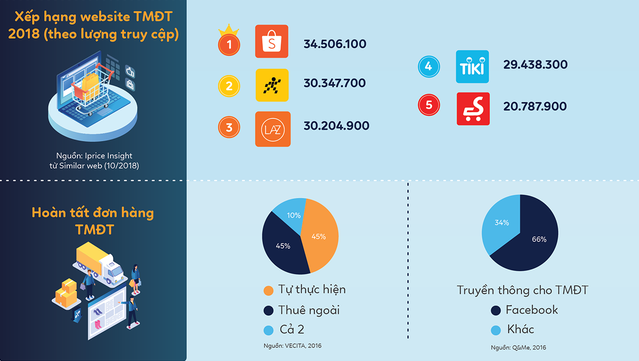 Xếp hạng website TMĐT
2018 (theo lượng truy cập)
Nguồn: Iprice Insight
từ Similar web (10/2018)
1
S
34.506.100
2
30.347.700
3
LAZ
30.204.900
4
TIKI
29.438.300
5
S
20.787.900
Hoàn tất đơn hàng
TMĐT
10%
45%
45%
Tự thực hiện
Thuê ngoài
Cả 2
Nguồn: VECITA, 2016
34%
66%
Truyền thông cho TMĐT
Facebook
Khác
Nguồn: Q&Me, 2016